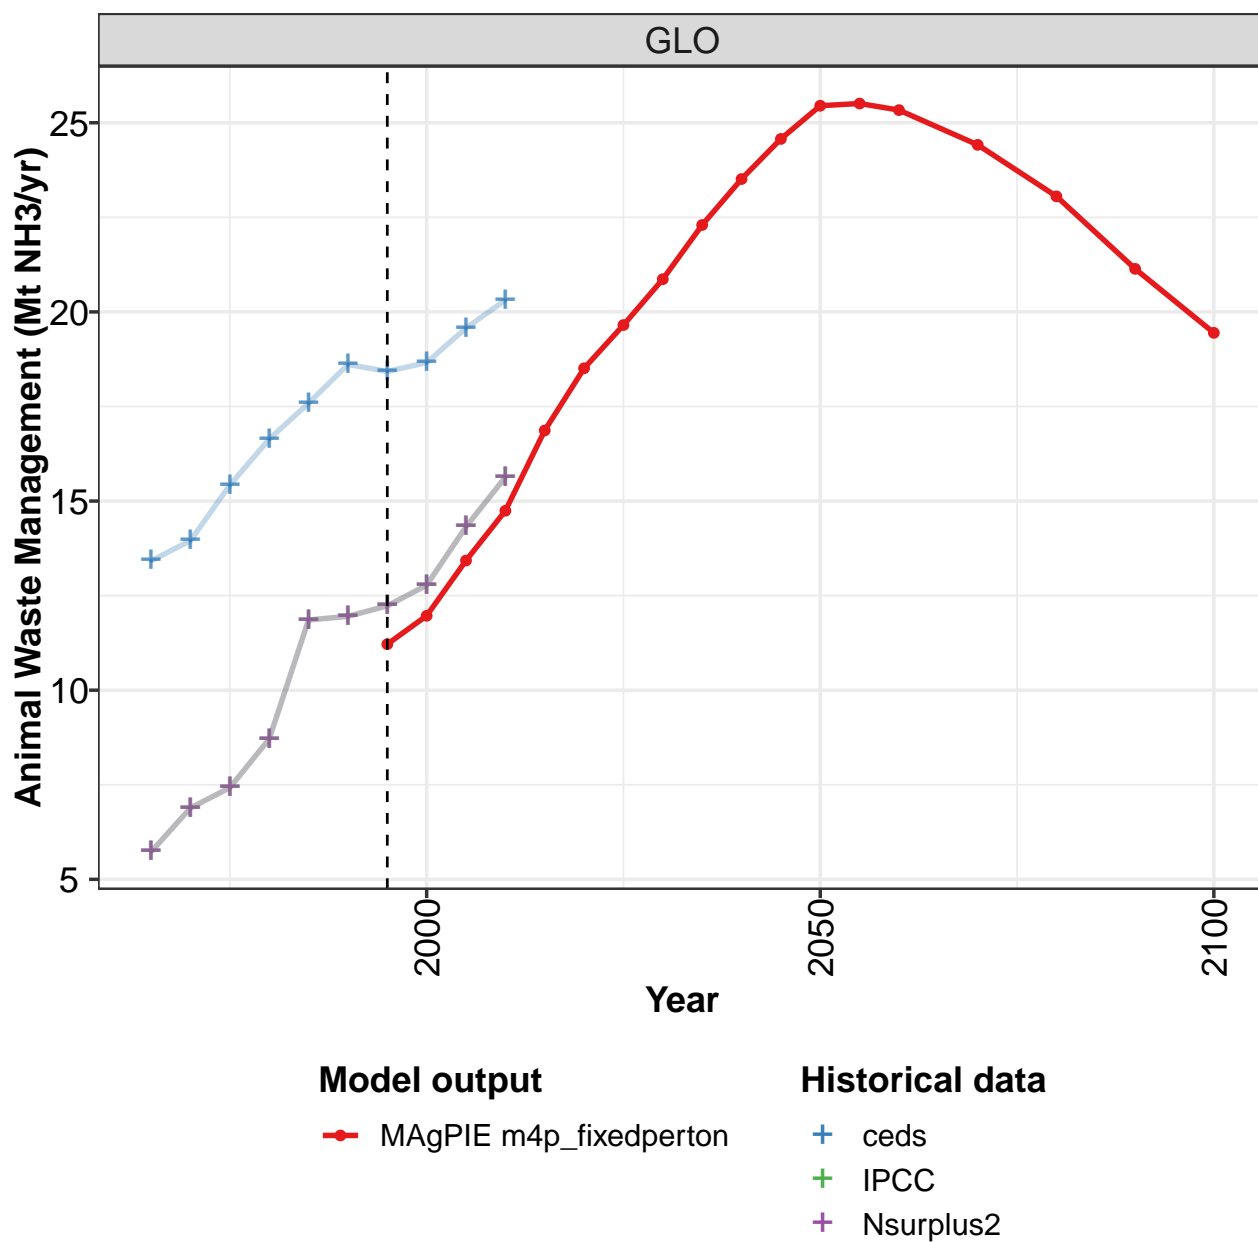 GLO
Animal Waste Management (Mt NH3/yr)
25
20
15
10
5
2000
2050
2100
Year
Model output
MAgPIE m4p_fixedperton
Historical data
ceds
IPCC
Nsurplus2